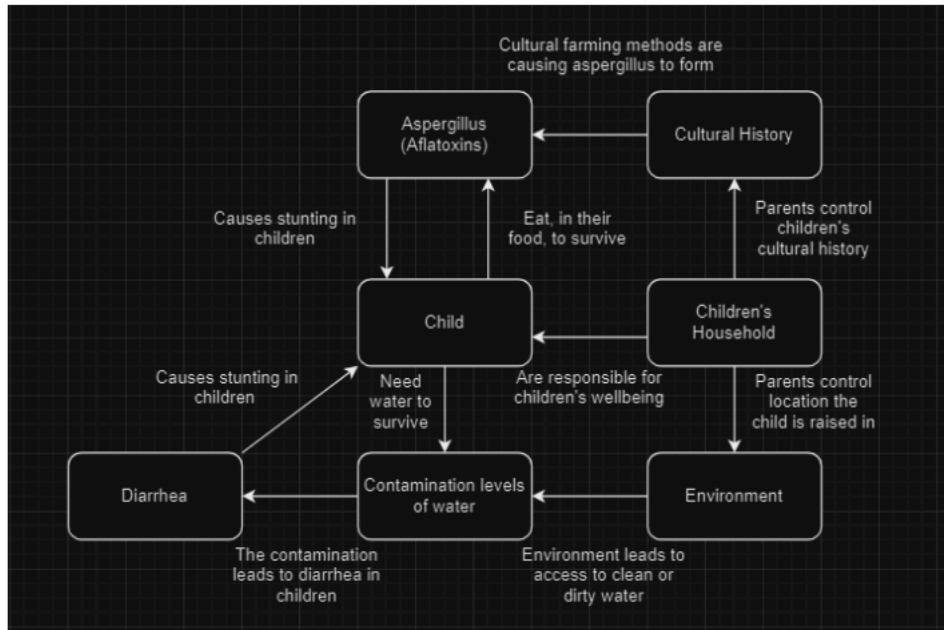 Cultural farming methods are
causing aspergillus to form
Aspergillus
(Aflatoxins)
Cultural History
Causes stunting in
children
Eat, in their
food, to survive
Parents control
children's
cultural history
Child
Children's
Household
Causes stunting in
children
Need
water to
survive
Are responsible for
children's wellbeing
Parents control
location the
child is raised in
Diarrhea
Contamination levels
of water
Environment
The contamination
leads to diarrhea in
children
Environment leads to
access to clean or
dirty water